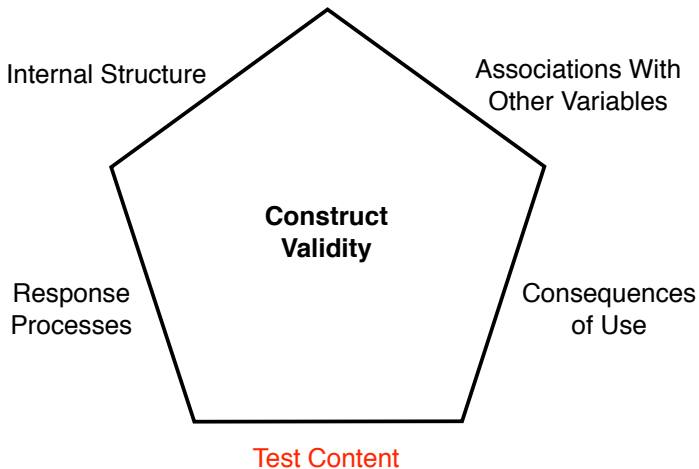 Internal Structure
Associations With
Other Variables
Construct
Validity
Response
Processes
Consequences
of Use
Test Content